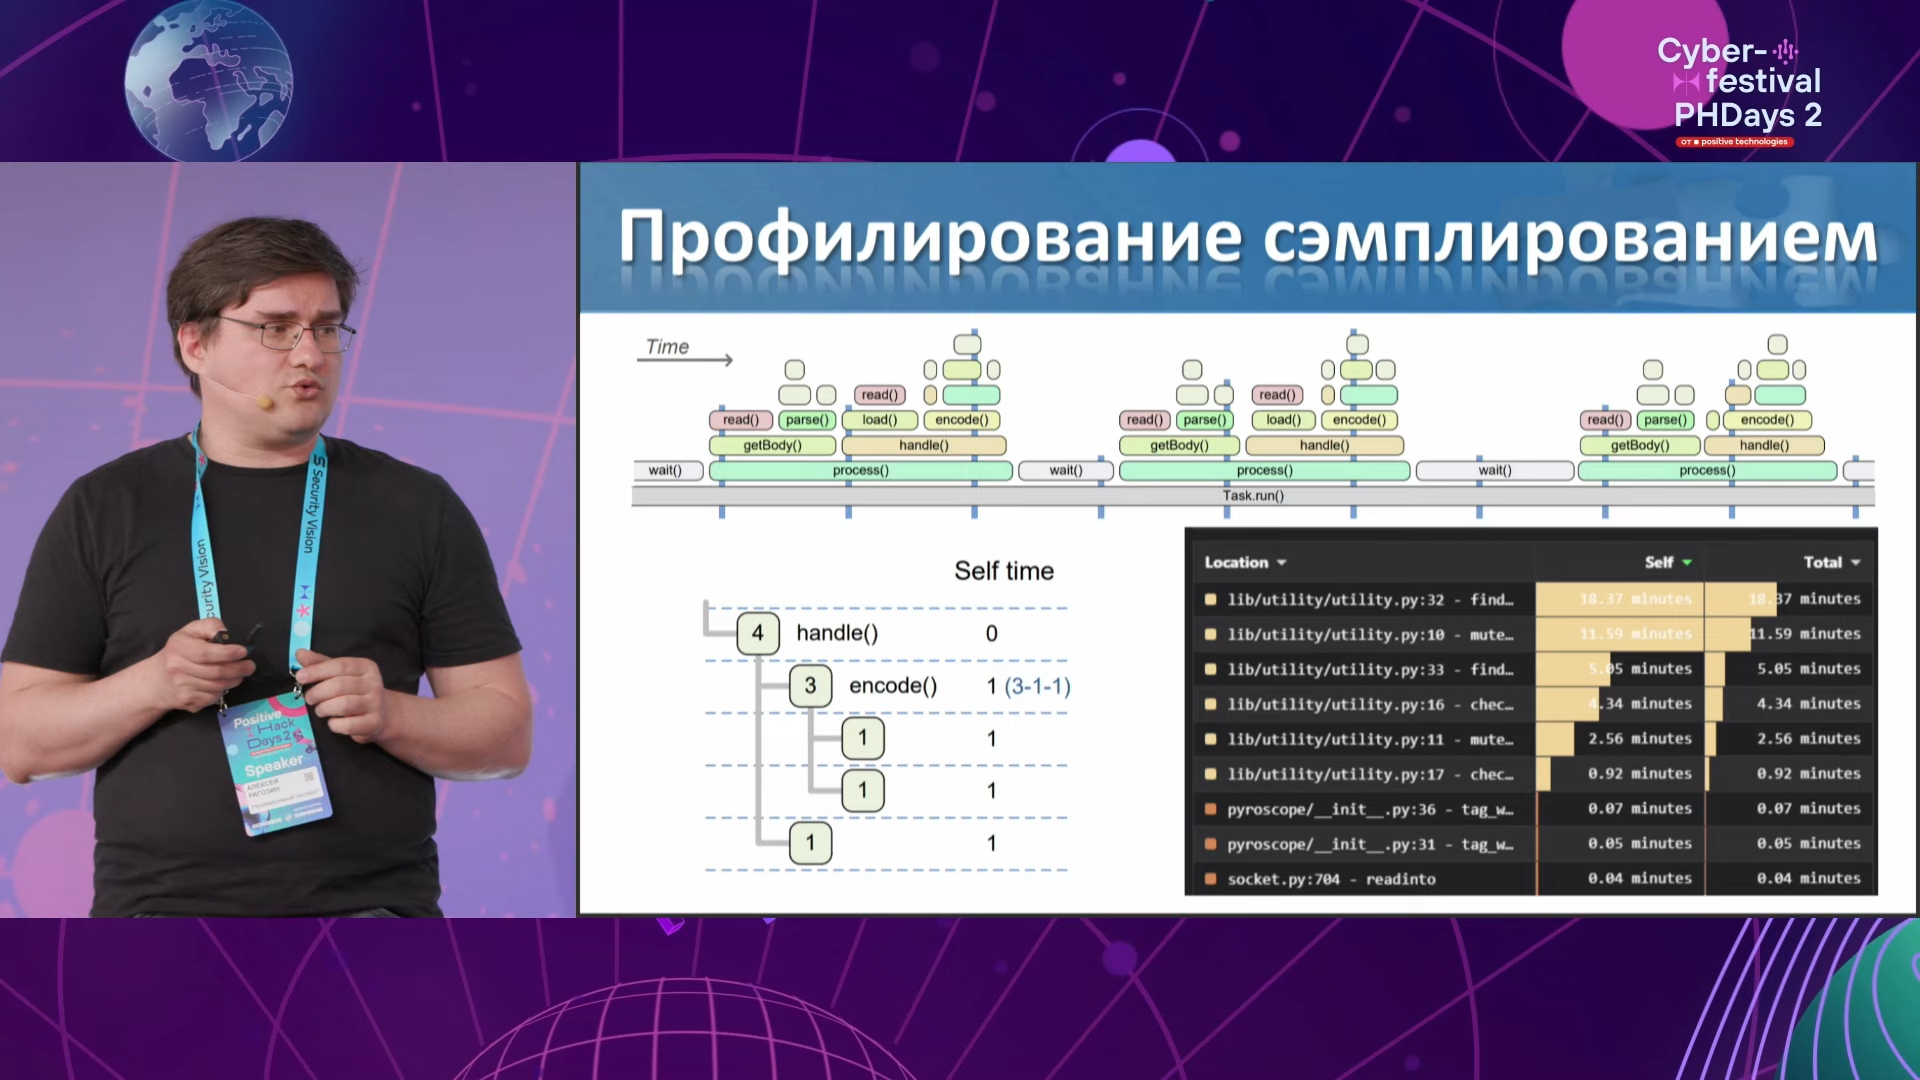 Cyber-
festival
PHDays 2
от positive technologies
Профилирование сэмплированием
Time
read() read() read()
read() parse() load() encode() read() parse() load() encode() read() parse() encode()
getBody() handle() getBody() handle() getBody() handle()
wait() process() wait() process() wait() process()
Task.run()
Self time
4 handle() 0
3 encode() 1 (3-1-1)
1 1
1 1
1 1
Location Self Total
lib/utility/utility.py:32 - find… 18.37 minutes 18.37 minutes
lib/utility/utility.py:10 - mute… 11.59 minutes 11.59 minutes
lib/utility/utility.py:33 - find… 5.05 minutes 5.05 minutes
lib/utility/utility.py:16 - chec… 4.34 minutes 4.34 minutes
lib/utility/utility.py:11 - mute… 2.56 minutes 2.56 minutes
lib/utility/utility.py:17 - chec… 0.92 minutes 0.92 minutes
pyroscope/__init__.py:36 - tag_w… 0.07 minutes 0.07 minutes
pyroscope/__init__.py:31 - tag_w… 0.05 minutes 0.05 minutes
socket.py:704 - readinto 0.04 minutes 0.04 minutes
Security Vision
curity Vision
Positive
Hack
Days 2
Speaker
АЛЕКСЕЙ
РАГОЗИН